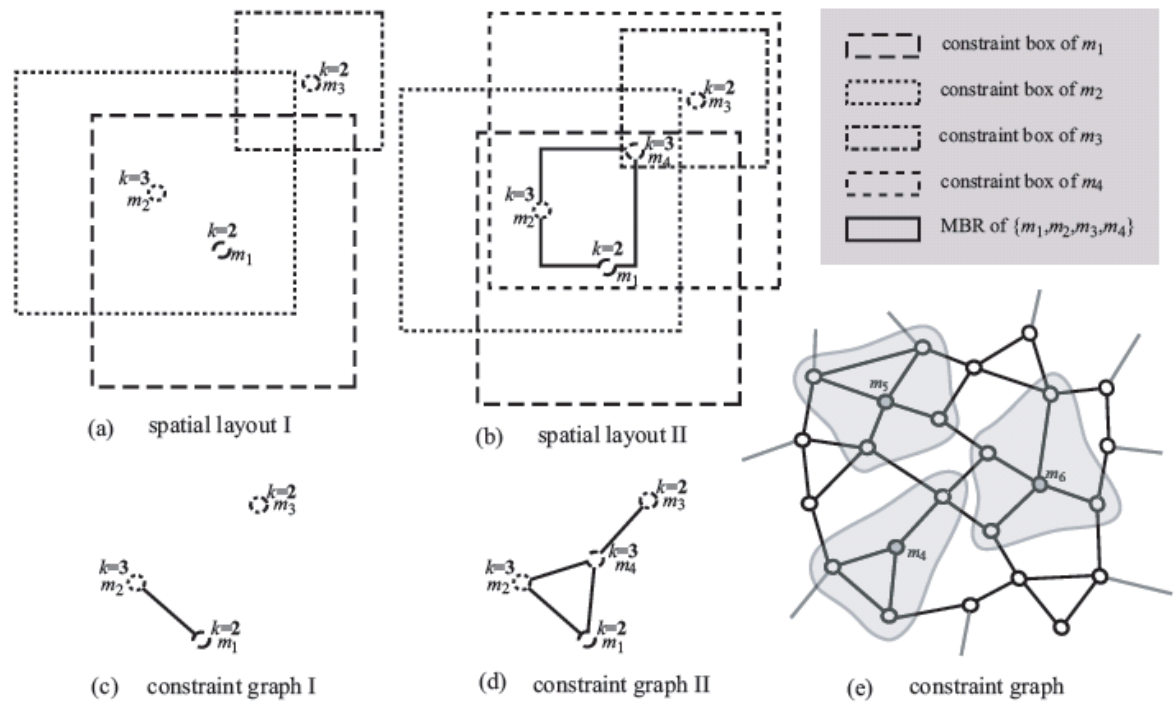 k=2
m3
k=3
m2
k=2
m1
(a) spatial layout I
k=2
m3
k=3
m4
k=3
m2
k=2
m1
(b) spatial layout II
constraint box of m1
constraint box of m2
constraint box of m3
constraint box of m4
MBR of {m1,m2,m3,m4}
k=2
m3
k=3
m2
k=2
m1
(c) constraint graph I
k=2
m3
k=3
m4
k=3
m2
k=2
m1
(d) constraint graph II
m5
m6
m4
(e) constraint graph